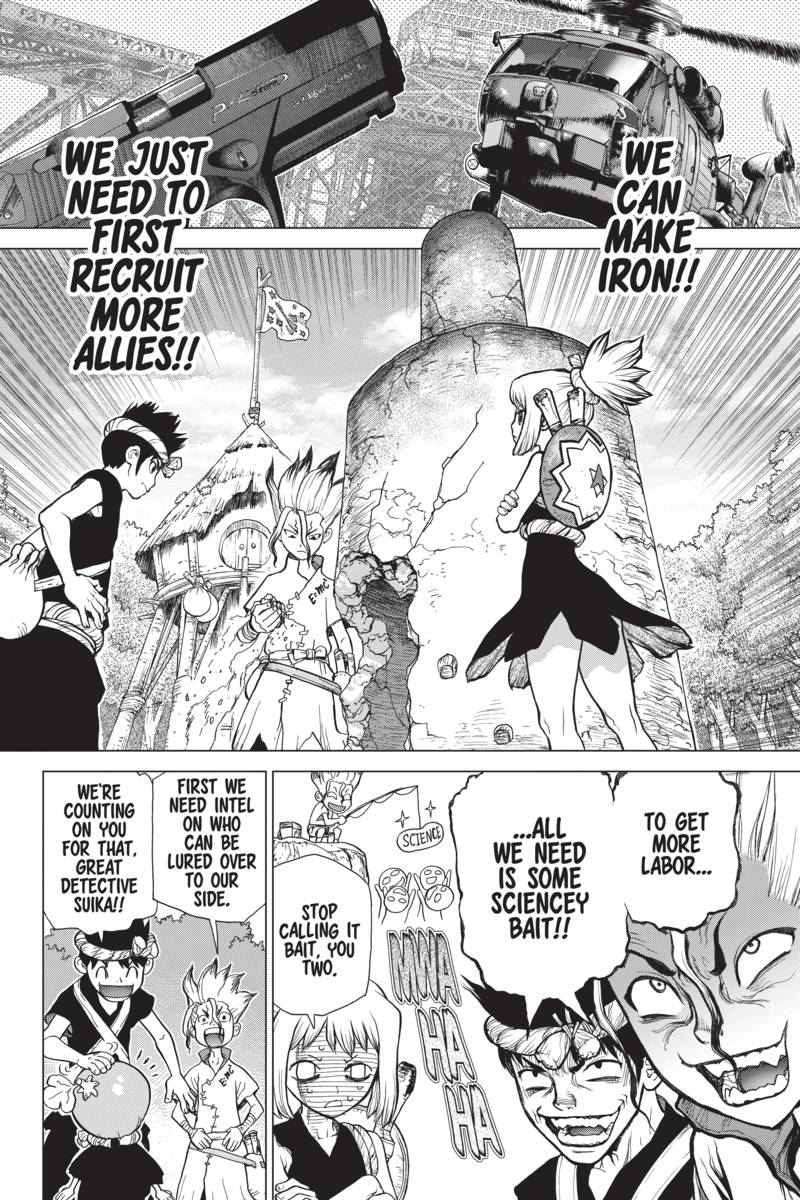 WE
CAN
MAKE
IRON!!
WE JUST
NEED TO
FIRST
RECRUIT
MORE
ALLIES!!
E=mc²
TO GET
MORE
LABOR...
...ALL
WE NEED
IS SOME
SCIENCEY
BAIT!!
SCIENCE
MWA
HA
HA
STOP
CALLING IT
BAIT, YOU
TWO.
FIRST WE
NEED INTEL
ON WHO
CAN BE
LURED OVER
TO OUR
SIDE.
WE'RE
COUNTING
ON YOU
FOR THAT,
GREAT
DETECTIVE
SUIKA!!